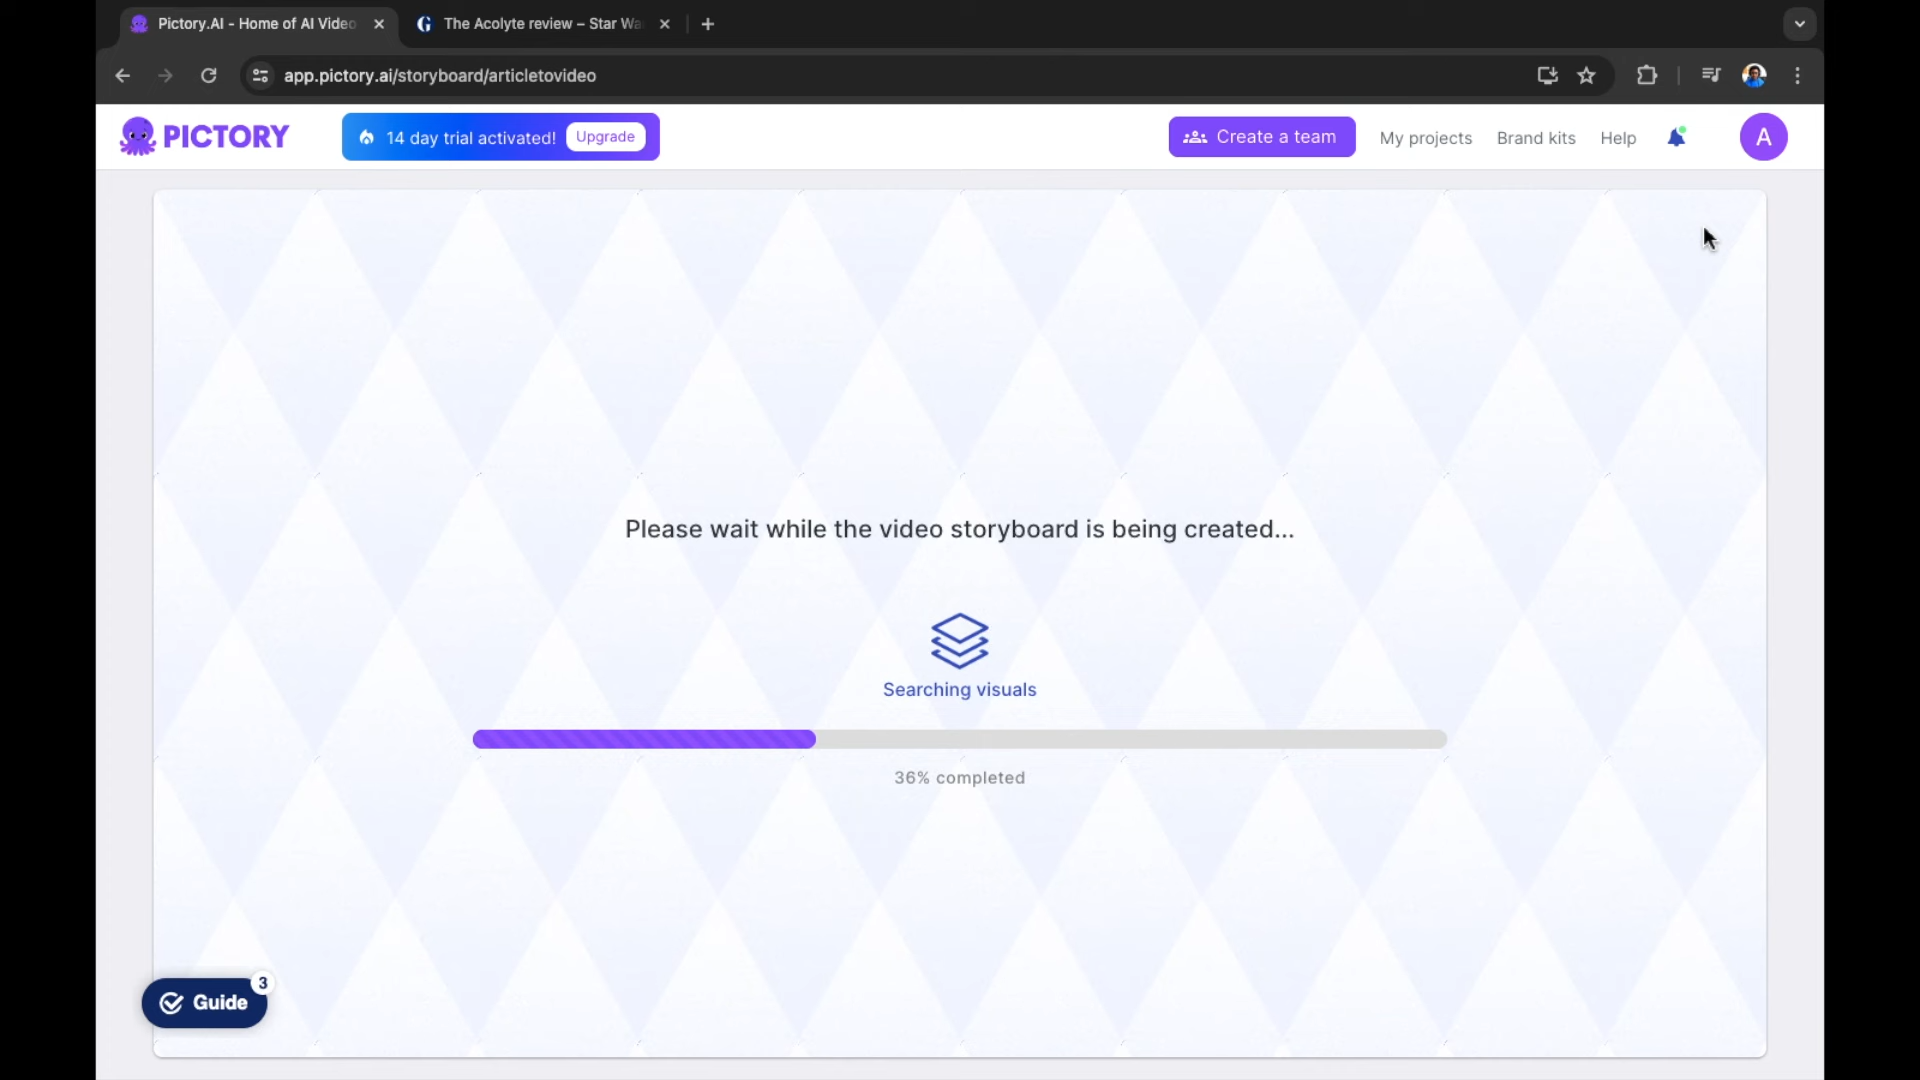 Pictory.AI - Home of AI Video
The Acolyte review – Star Wa
app.pictory.ai/storyboard/articletovideo
PICTORY
14 day trial activated!
Upgrade
Create a team
My projects
Brand kits
Help
A
Please wait while the video storyboard is being created...
Searching visuals
36% completed
Guide
3